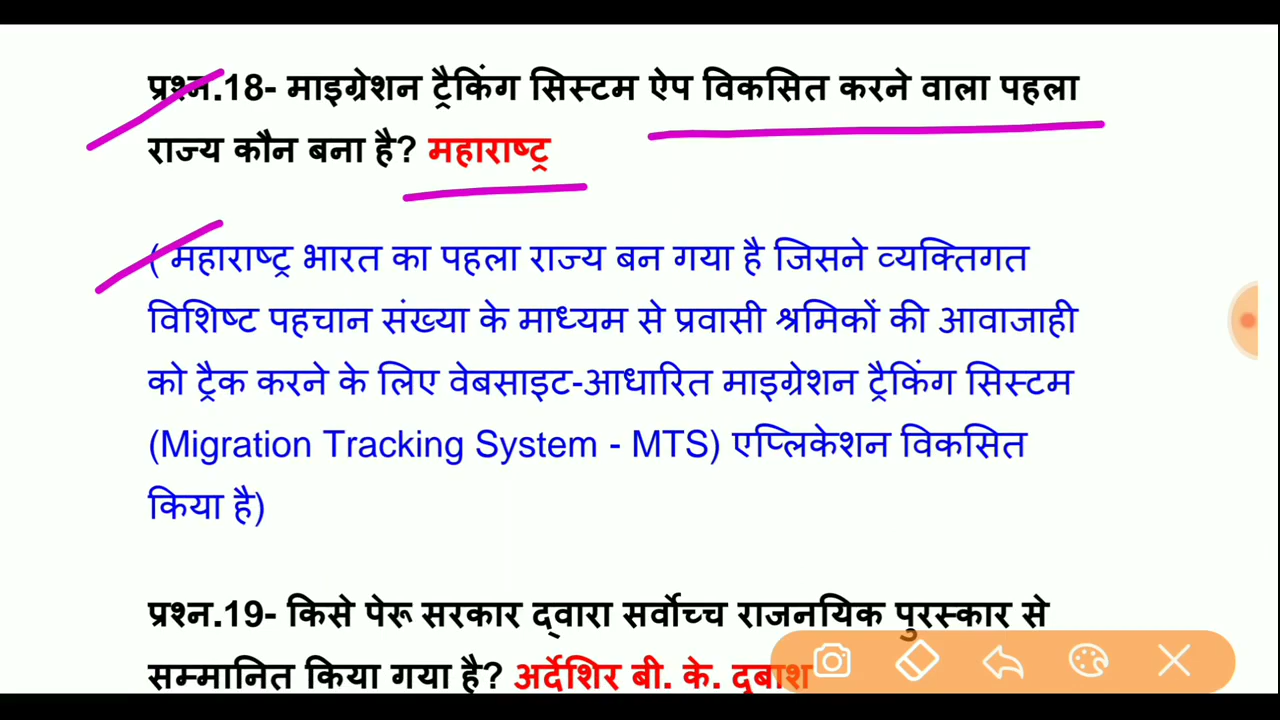 प्रश्न.18- माइग्रेशन ट्रैकिंग सिस्टम ऐप विकसित करने वाला पहला
राज्य कौन बना है? महाराष्ट्र
( महाराष्ट्र भारत का पहला राज्य बन गया है जिसने व्यक्तिगत
विशिष्ट पहचान संख्या के माध्यम से प्रवासी श्रमिकों की आवाजाही
को ट्रैक करने के लिए वेबसाइट-आधारित माइग्रेशन ट्रैकिंग सिस्टम
(Migration Tracking System - MTS) एप्लिकेशन विकसित
किया है)
प्रश्न.19- किसे पेरू सरकार द्वारा सर्वोच्च राजनयिक पुरस्कार से
सम्मानित किया गया है? अर्देशिर बी. के. दुबाश